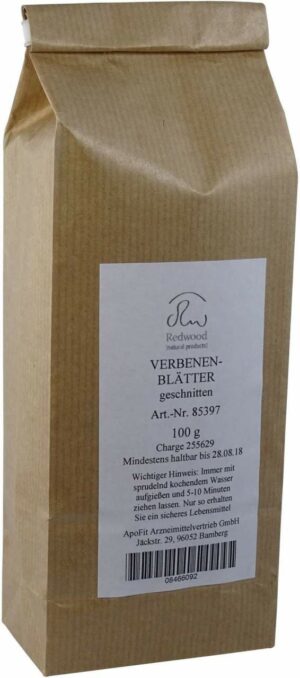 Redwood
[natural products]
VERBENEN-
BLÄTTER
geschnitten
Art.-Nr. 85397
100 g
Charge 255629
Mindestens haltbar bis 28.08.18
Wichtiger Hinweis: Immer mit
sprudelnd kochendem Wasser
aufgießen und 5-10 Minuten
ziehen lassen. Nur so erhalten
Sie ein sicheres Lebensmittel
ApoFit Arzneimittelvertrieb GmbH
Jäckstr. 29, 96052 Bamberg
08466092